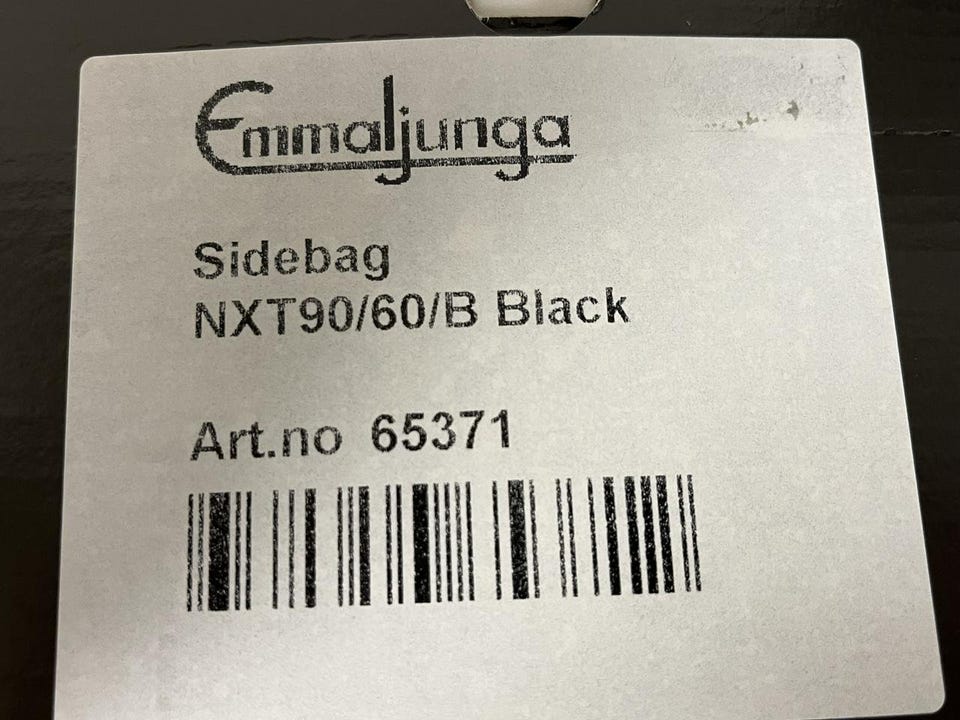 Emmaljunga
Sidebag
NXT90/60/B Black
Art.no 65371